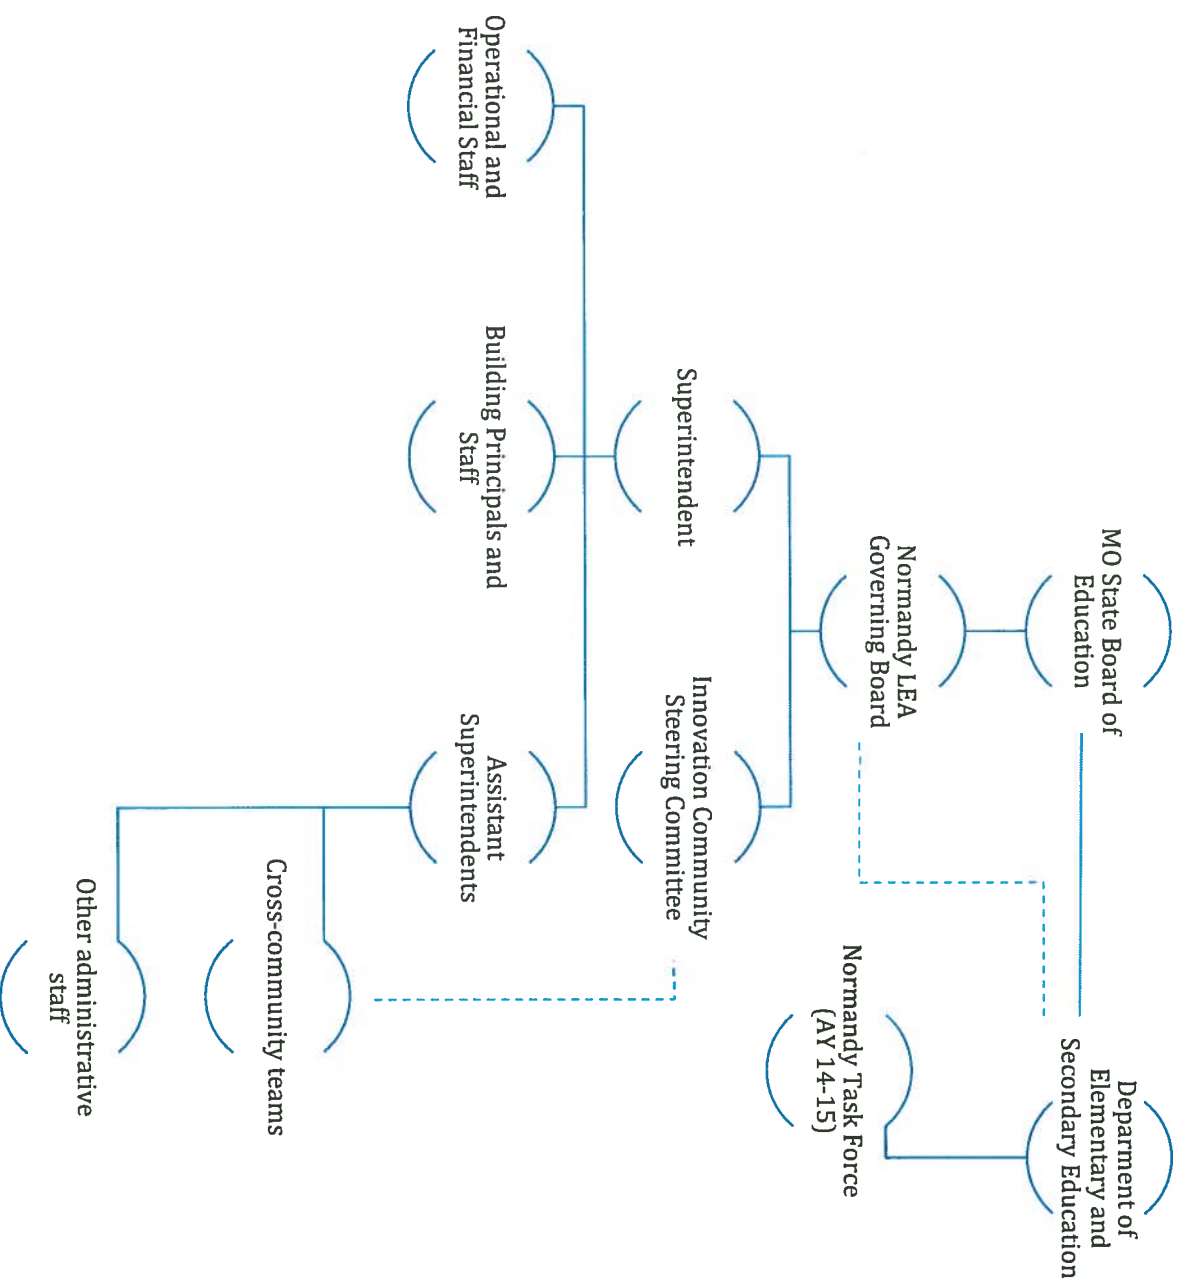 MO State Board of
Education
Deparment of
Elementary and
Secondary Education
Normandy LEA
Governing Board
Normandy Task Force
(AY 14-15)
Superintendent
Innovation Community
Steering Committee
Operational and
Financial Staff
Building Principals and
Staff
Assistant
Superintendents
Cross-community teams
Other administrative
staff